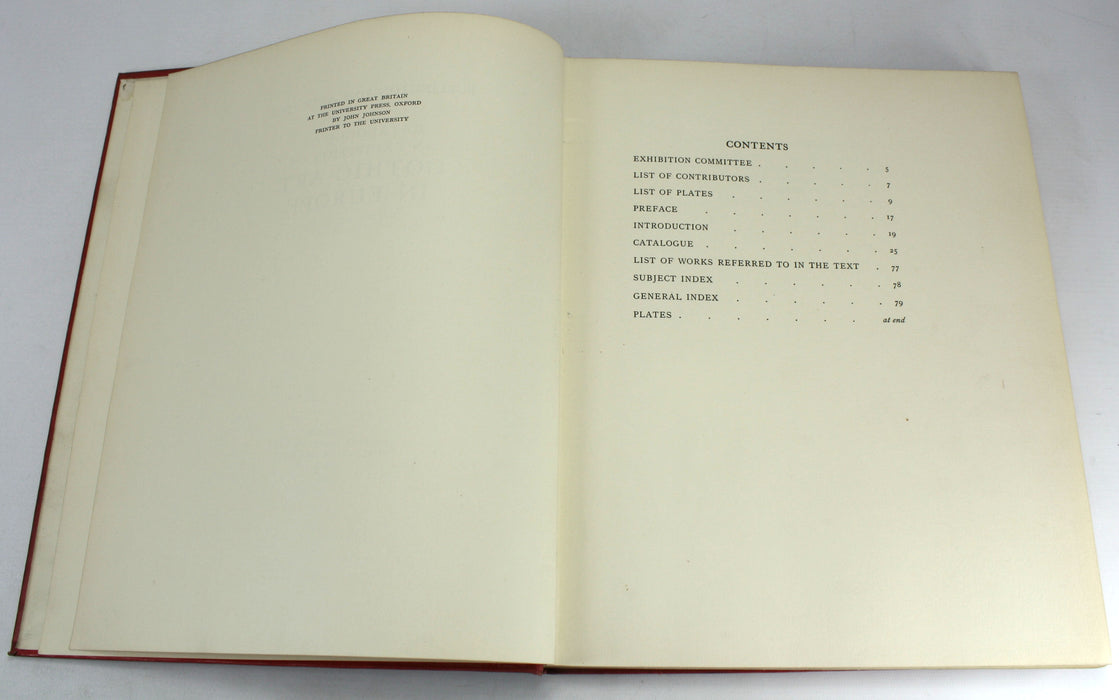 PRINTED IN GREAT BRITAIN
AT THE UNIVERSITY PRESS, OXFORD
BY JOHN JOHNSON
PRINTER TO THE UNIVERSITY
CONTENTS
EXHIBITION COMMITTEE . . . . . 5
LIST OF CONTRIBUTORS . . . . . 7
LIST OF PLATES . . . . . . 9
PREFACE . . . . . . 17
INTRODUCTION . . . . . . 19
CATALOGUE . . . . . . . 25
LIST OF WORKS REFERRED TO IN THE TEXT . 77
SUBJECT INDEX . . . . . . 78
GENERAL INDEX . . . . . . 79
PLATES . . . . . . . at end